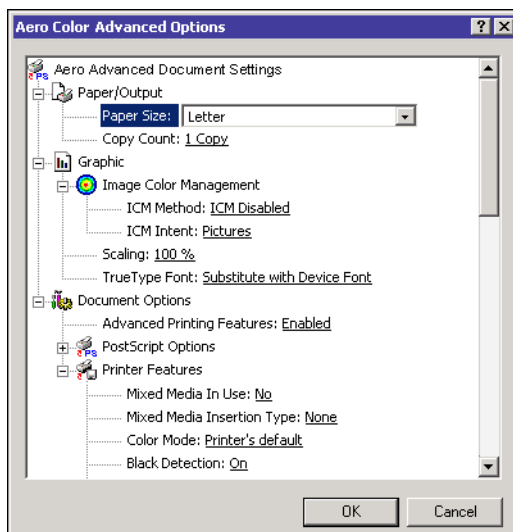 Aero Color Advanced Options
Aero Advanced Document Settings
Paper/Output
Paper Size: Letter
Copy Count: 1 Copy
Graphic
Image Color Management
ICM Method: ICM Disabled
ICM Intent: Pictures
Scaling: 100 %
TrueType Font: Substitute with Device Font
Document Options
Advanced Printing Features: Enabled
PostScript Options
Printer Features
Mixed Media In Use: No
Mixed Media Insertion Type: None
Color Mode: Printer's default
Black Detection: On
OK Cancel